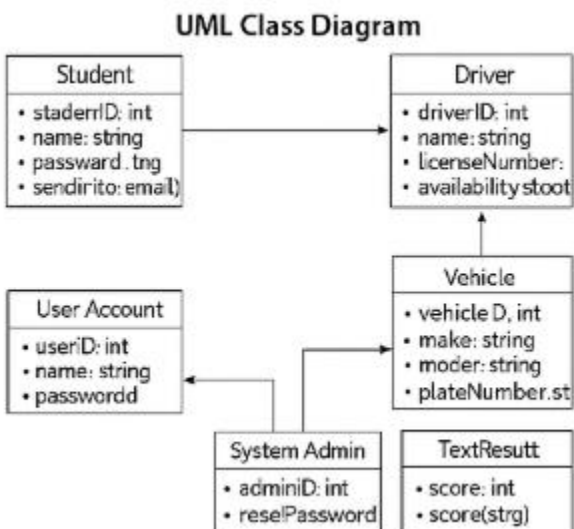 UML Class Diagram
Student
• staderrID: int
• name: string
• passward. tng
• sendirito: email)
Driver
• driverID: int
• name: string
• licenseNumber:
• availability stoot
Vehicle
• vehicle D, int
• make: string
• moder: string
• plateNumber.st
User Account
• useriD: int
• name: string
• passwordd
System Admin
• adminiD: int
• resel Password
TextResutt
• score: int
• score(strg)